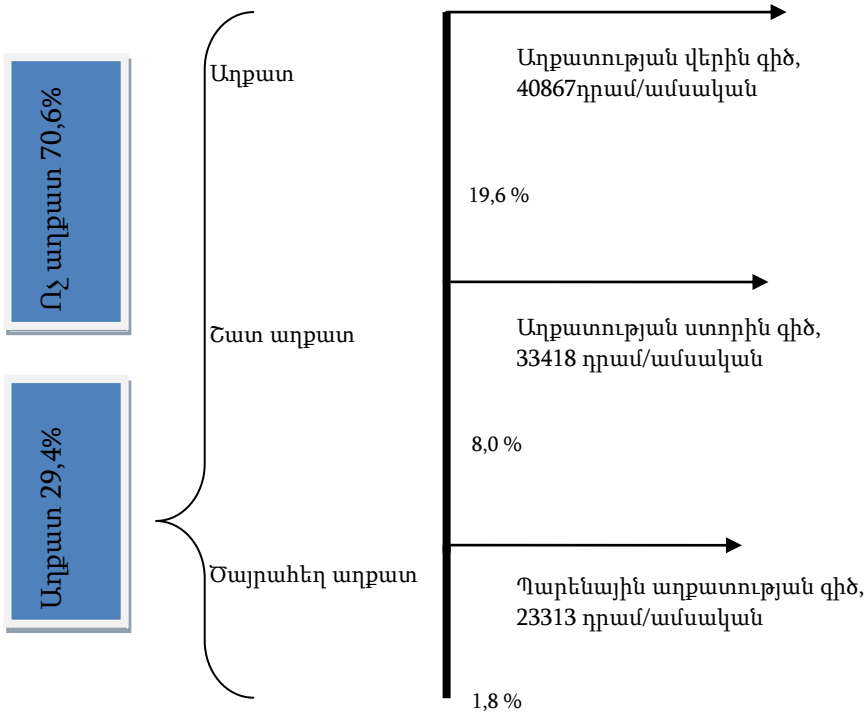 Ոչ աղքատ 70,6%
Աղքատ 29,4%
Աղքատ
Շատ աղքատ
Ծայրահեղ աղքատ
Աղքատության վերին գիծ,
40867դրամ/ամսական
19,6 %
Աղքատության ստորին գիծ,
33418 դրամ/ամսական
8,0 %
Պարենային աղքատության գիծ,
23313 դրամ/ամսական
1,8 %